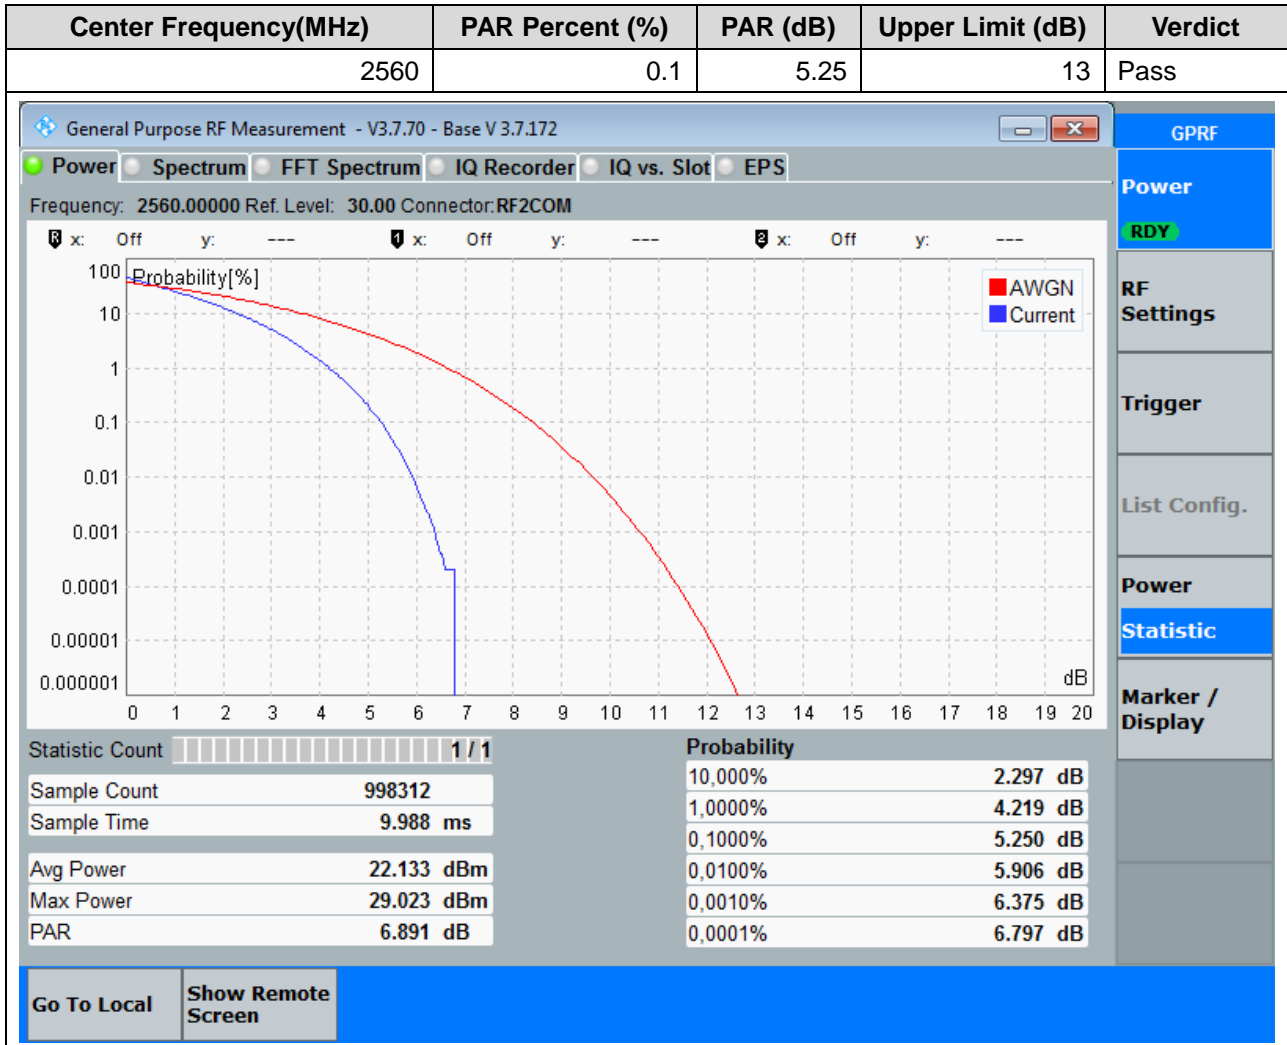 Center Frequency(MHz) PAR Percent (%) PAR (dB) Upper Limit (dB) Verdict
2560 0.1 5.25 13 Pass
General Purpose RF Measurement - V3.7.70 - Base V 3.7.172
GPRF
Power Spectrum FFT Spectrum IQ Recorder IQ vs. Slot EPS
Power
RDY
Frequency: 2560.00000 Ref. Level: 30.00 Connector:RF2COM
R x: Off y: --- 1 x: Off y: --- 2 x: Off y: ---
Probability[%]
AWGN
Current
100
10
1
0.1
0.01
0.001
0.0001
0.00001
0.000001
dB
0 1 2 3 4 5 6 7 8 9 10 11 12 13 14 15 16 17 18 19 20
RF
Settings
Trigger
List Config.
Power
Statistic
Marker /
Display
Statistic Count 1 / 1
Sample Count 998312
Sample Time 9.988 ms
Avg Power 22.133 dBm
Max Power 29.023 dBm
PAR 6.891 dB
Probability
10,000% 2.297 dB
1,0000% 4.219 dB
0,1000% 5.250 dB
0,0100% 5.906 dB
0,0010% 6.375 dB
0,0001% 6.797 dB
Go To Local
Show Remote
Screen